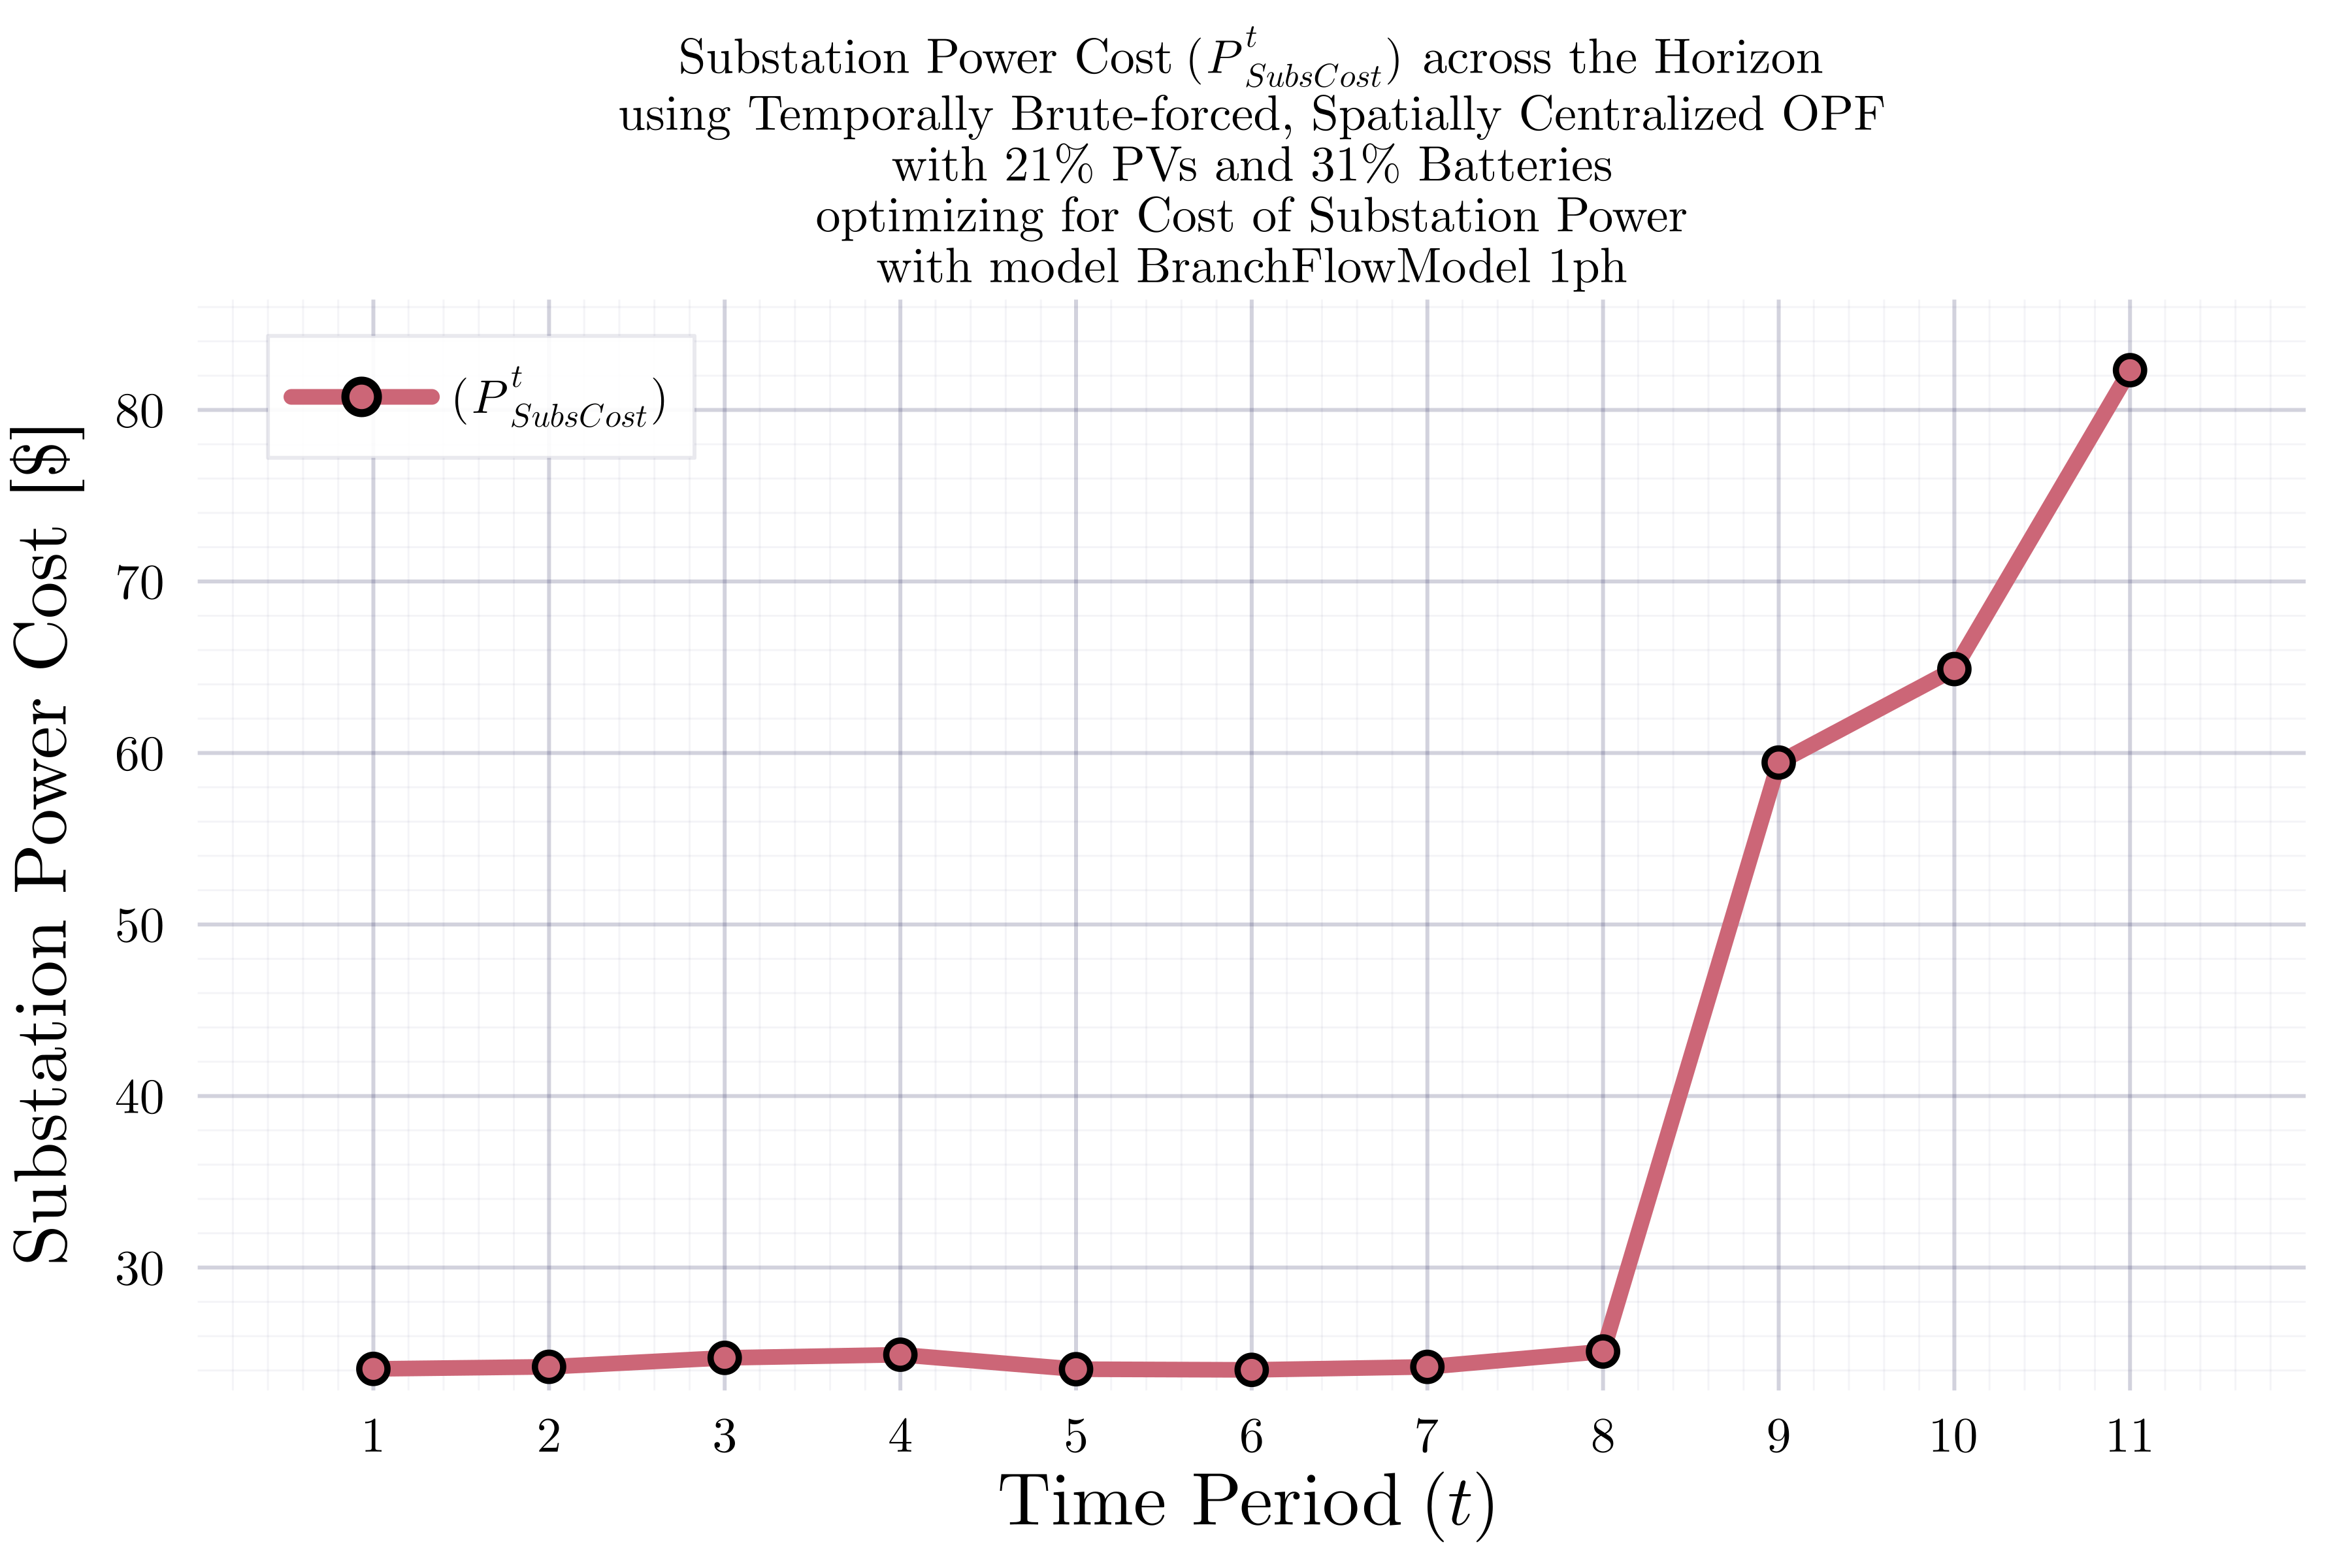 Substation Power Cost (P^t_SubsCost) across the Horizon
using Temporally Brute-forced, Spatially Centralized OPF
with 21% PVs and 31% Batteries
optimizing for Cost of Substation Power
with model BranchFlowModel 1ph
(P^t_SubsCost)
Substation Power Cost [$]
80
70
60
50
40
30
1 2 3 4 5 6 7 8 9 10 11
Time Period (t)